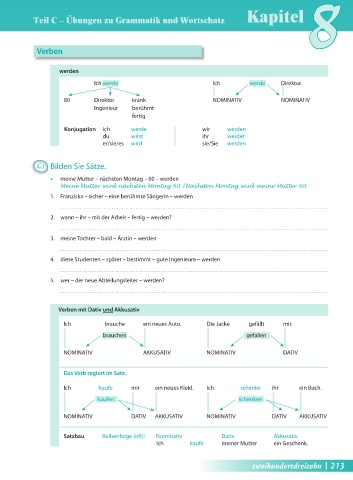 Teil C – Übungen zu Grammatik und Wortschatz Kapitel 8
Verben
werden
Ich werde Ich werde Direktor.
80 Direktor krank NOMINATIV NOMINATIV
Ingenieur berühmt
fertig
Konjugation ich werde wir werden
du wirst ihr werdet
er/sie/es wird sie/Sie werden
C1 Bilden Sie Sätze.
• meine Mutter – nächsten Montag – 60 – werden
Meine Mutter wird nächsten Montag 60. / Nächsten Montag wird meine Mutter 60.
1. Franziska – sicher – eine berühmte Sängerin – werden
2. wann – ihr – mit der Arbeit – fertig – werden?
3. meine Tochter – bald – Ärztin – werden
4. diese Studenten – später – bestimmt – gute Ingenieure – werden
5. wer – der neue Abteilungsleiter – werden?
Verben mit Dativ und Akkusativ
Ich brauche ein neues Auto. Die Jacke gefällt mir.
brauchen gefallen
NOMINATIV AKKUSATIV NOMINATIV DATIV
Das Verb regiert im Satz.
Ich kaufe mir ein neues Kleid. Ich schenke ihr ein Buch.
kaufen schenken
NOMINATIV DATIV AKKUSATIV NOMINATIV DATIV AKKUSATIV
Satzbau Reihenfolge (oft): Nominativ Dativ Akkusativ
Ich kaufe meiner Mutter ein Geschenk.
zweihundertdreizehn | 213